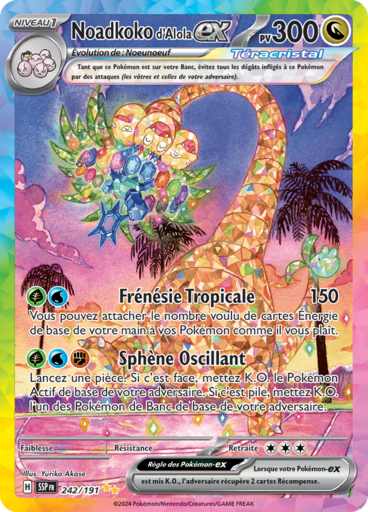 NIVEAU 1
Noadkoko d'Alola ex PV 300
Évolution de : Noeunoeuf
Téracristal
Tant que ce Pokémon est sur votre Banc, évitez tous les dégâts infligés à ce Pokémon
par des attaques (les vôtres et celles de votre adversaire).
Frénésie Tropicale 150
Vous pouvez attacher le nombre voulu de cartes Énergie
de base de votre main à vos Pokémon comme il vous plaît.
Sphène Oscillant
Lancez une pièce. Si c'est face, mettez K.O. le Pokémon
Actif de base de votre adversaire. Si c'est pile, mettez K.O.
l'un des Pokémon de Banc de base de votre adversaire.
Faiblesse Résistance Retraite
Illus. Yuriko Akase
Règle des Pokémon-ex Lorsque votre Pokémon-ex
est mis K.O., l'adversaire récupère 2 cartes Récompense.
H SSP FR 242/191
©2024 Pokémon/Nintendo/Creatures/GAME FREAK